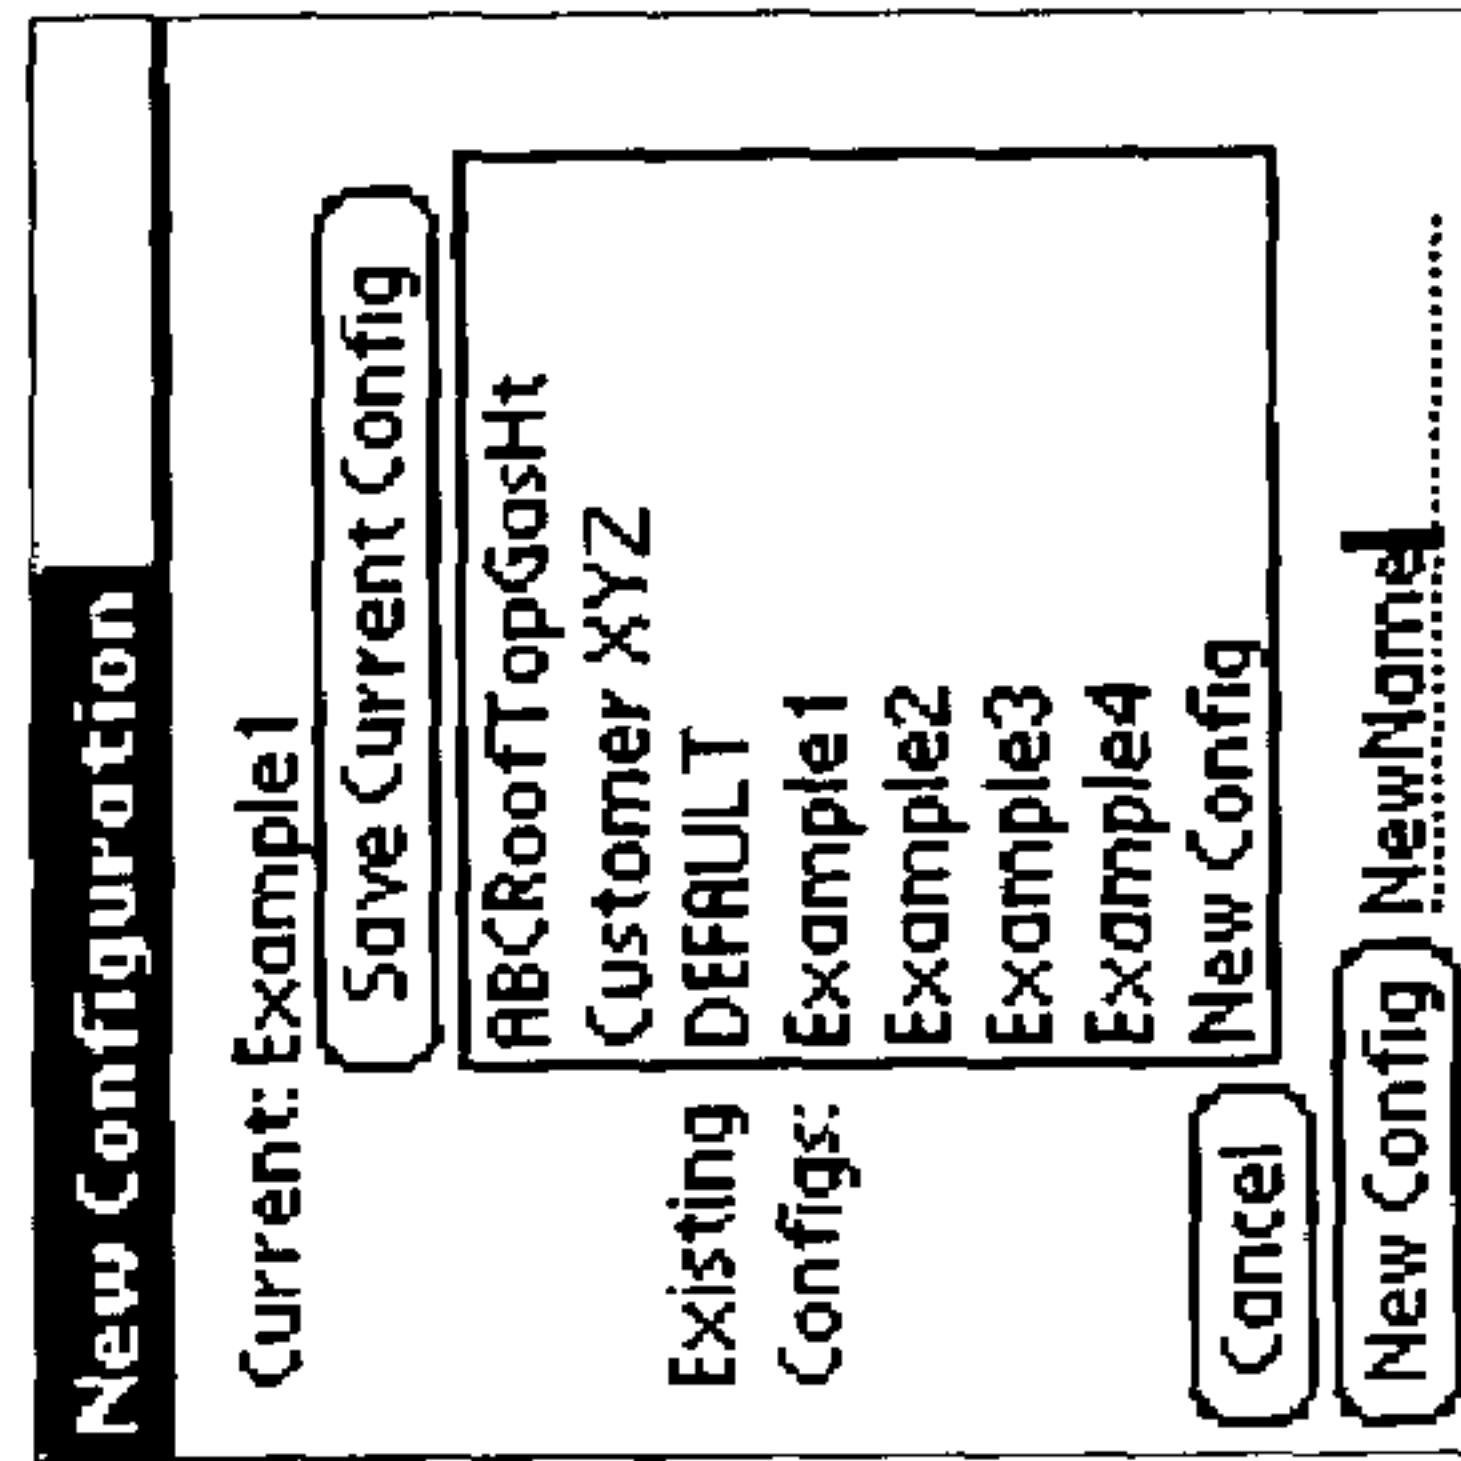 New Configuration
Current: Example1
Save Current Config
ABCRoofTopGasHt
Customer XYZ
Existing DEFAULT
Configs: Example1
Example2
Example3
Example4
Cancel New Config
New Config NewName